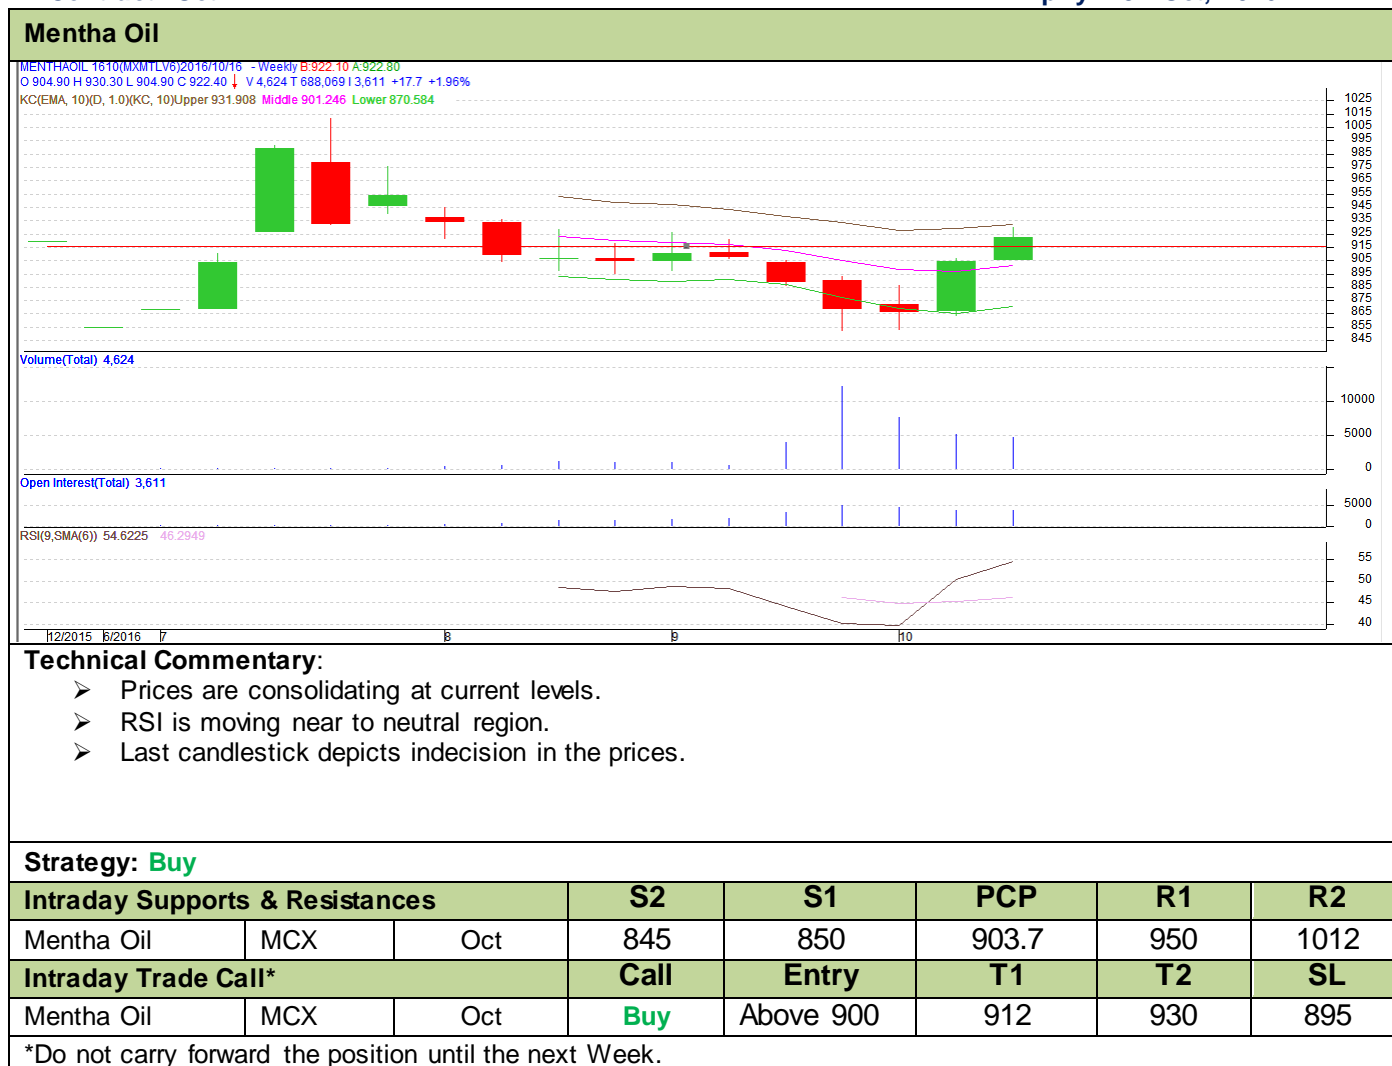 Mentha Oil
MENTHAOIL 1610(MXMTLV6)2016/10/16 - Weekly B:922.10 A:922.80
O 904.90 H 930.30 L 904.90 C 922.40 V 4,624 T 688,069 I 3,611 +17.7 +1.96%
KC(EMA, 10)(D, 1.0)(KC, 10)Upper 931.908 Middle 901.246 Lower 870.584
1025
1015
1005
995
985
975
965
955
945
935
925
915
905
895
885
875
865
855
845
Volume(Total) 4,624
10000
5000
0
Open Interest(Total) 3,611
5000
0
RSI(9,SMA(6)) 54.6225 46.2949
55
50
45
40
12/2015 6/2016 7 8 9 10
Technical Commentary:
➢ Prices are consolidating at current levels.
➢ RSI is moving near to neutral region.
➢ Last candlestick depicts indecision in the prices.
Strategy: Buy
Intraday Supports & Resistances S2 S1 PCP R1 R2
Mentha Oil MCX Oct 845 850 903.7 950 1012
Intraday Trade Call* Call Entry T1 T2 SL
Mentha Oil MCX Oct Buy Above 900 912 930 895
*Do not carry forward the position until the next Week.